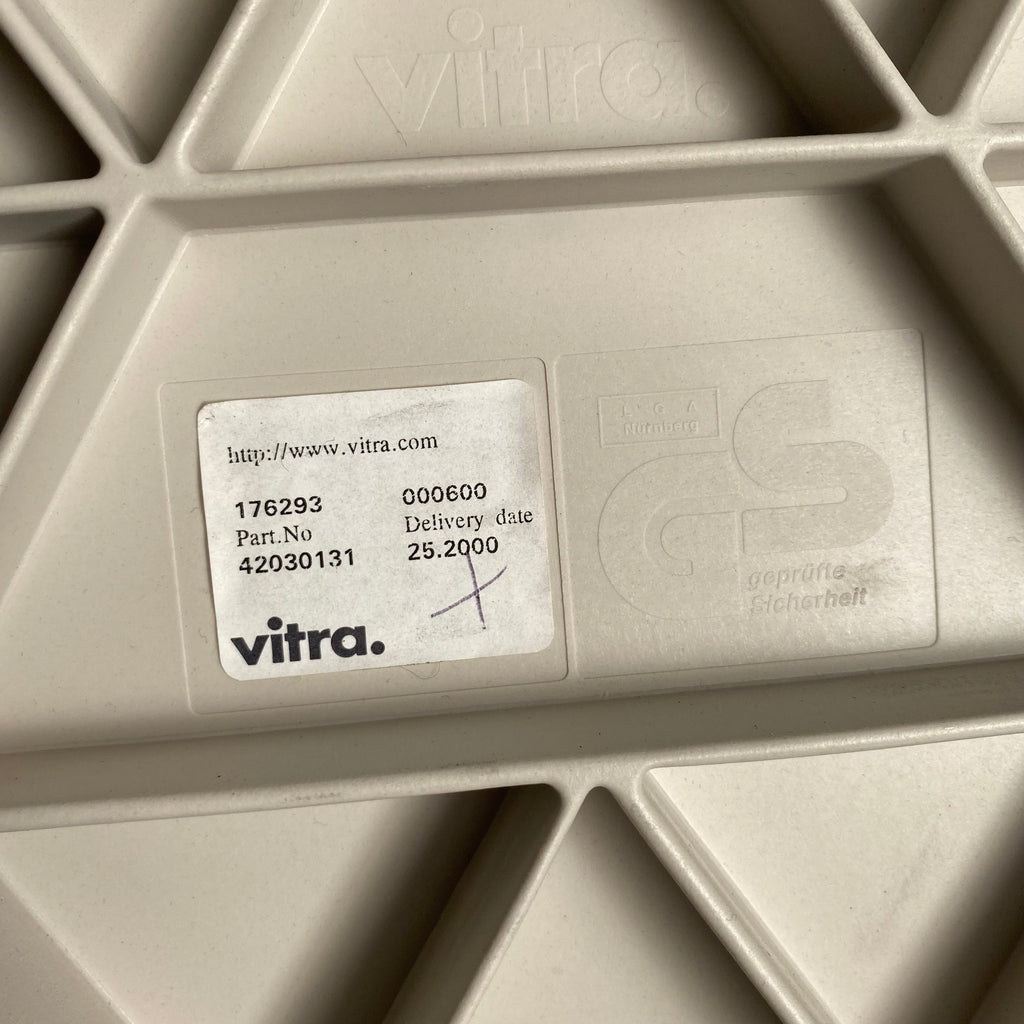 vitra.
http://www.vitra.com
176293 000600
Part.No Delivery date
42030131 25.2000
vitra.
LGA
Nürnberg
GS
geprüfte
Sicherheit